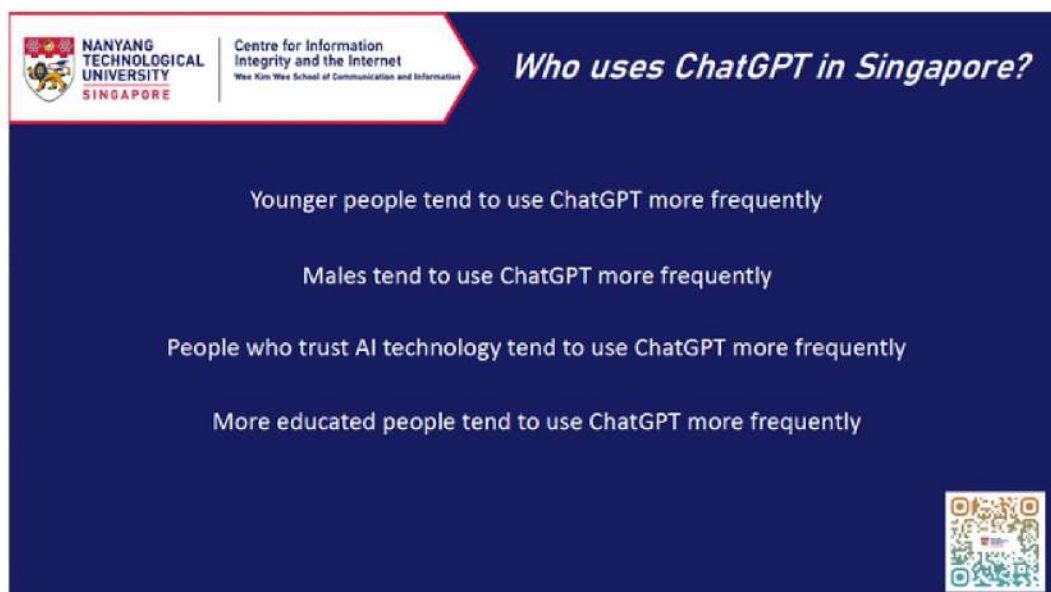 NANYANG
TECHNOLOGICAL
UNIVERSITY
SINGAPORE
Centre for Information
Integrity and the Internet
Wee Kim Wee School of Communication and Information
Who uses ChatGPT in Singapore?
Younger people tend to use ChatGPT more frequently
Males tend to use ChatGPT more frequently
People who trust AI technology tend to use ChatGPT more frequently
More educated people tend to use ChatGPT more frequently